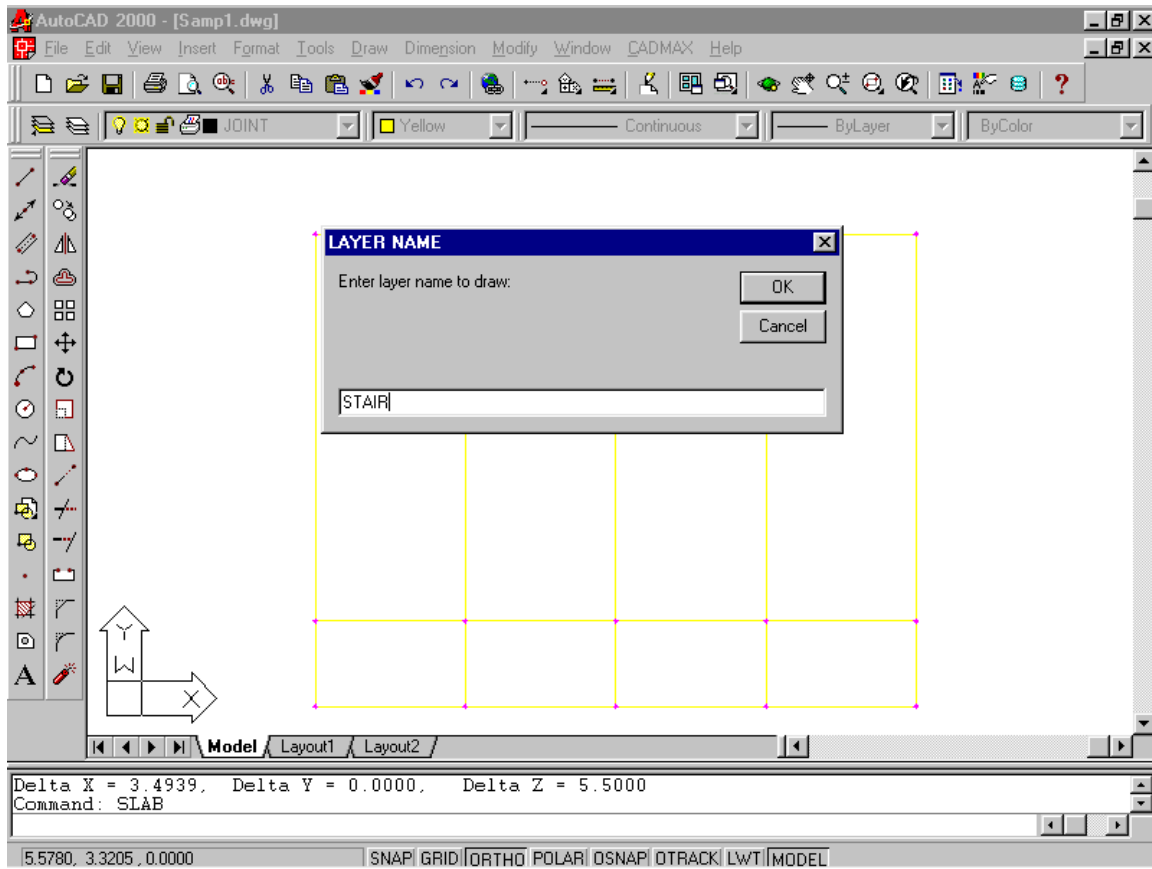 AutoCAD 2000 - [Samp1.dwg]
File Edit View Insert Format Tools Draw Dimension Modify Window CADMAX Help
JOINT Yellow Continuous ByLayer ByColor
LAYER NAME
Enter layer name to draw:
OK
Cancel
STAIR
A
Y
W
X
Model Layout1 Layout2
Delta X = 3.4939, Delta Y = 0.0000, Delta Z = 5.5000
Command: SLAB
5.5780, 3.3205 , 0.0000 SNAP GRID ORTHO POLAR OSNAP OTRACK LWT MODEL